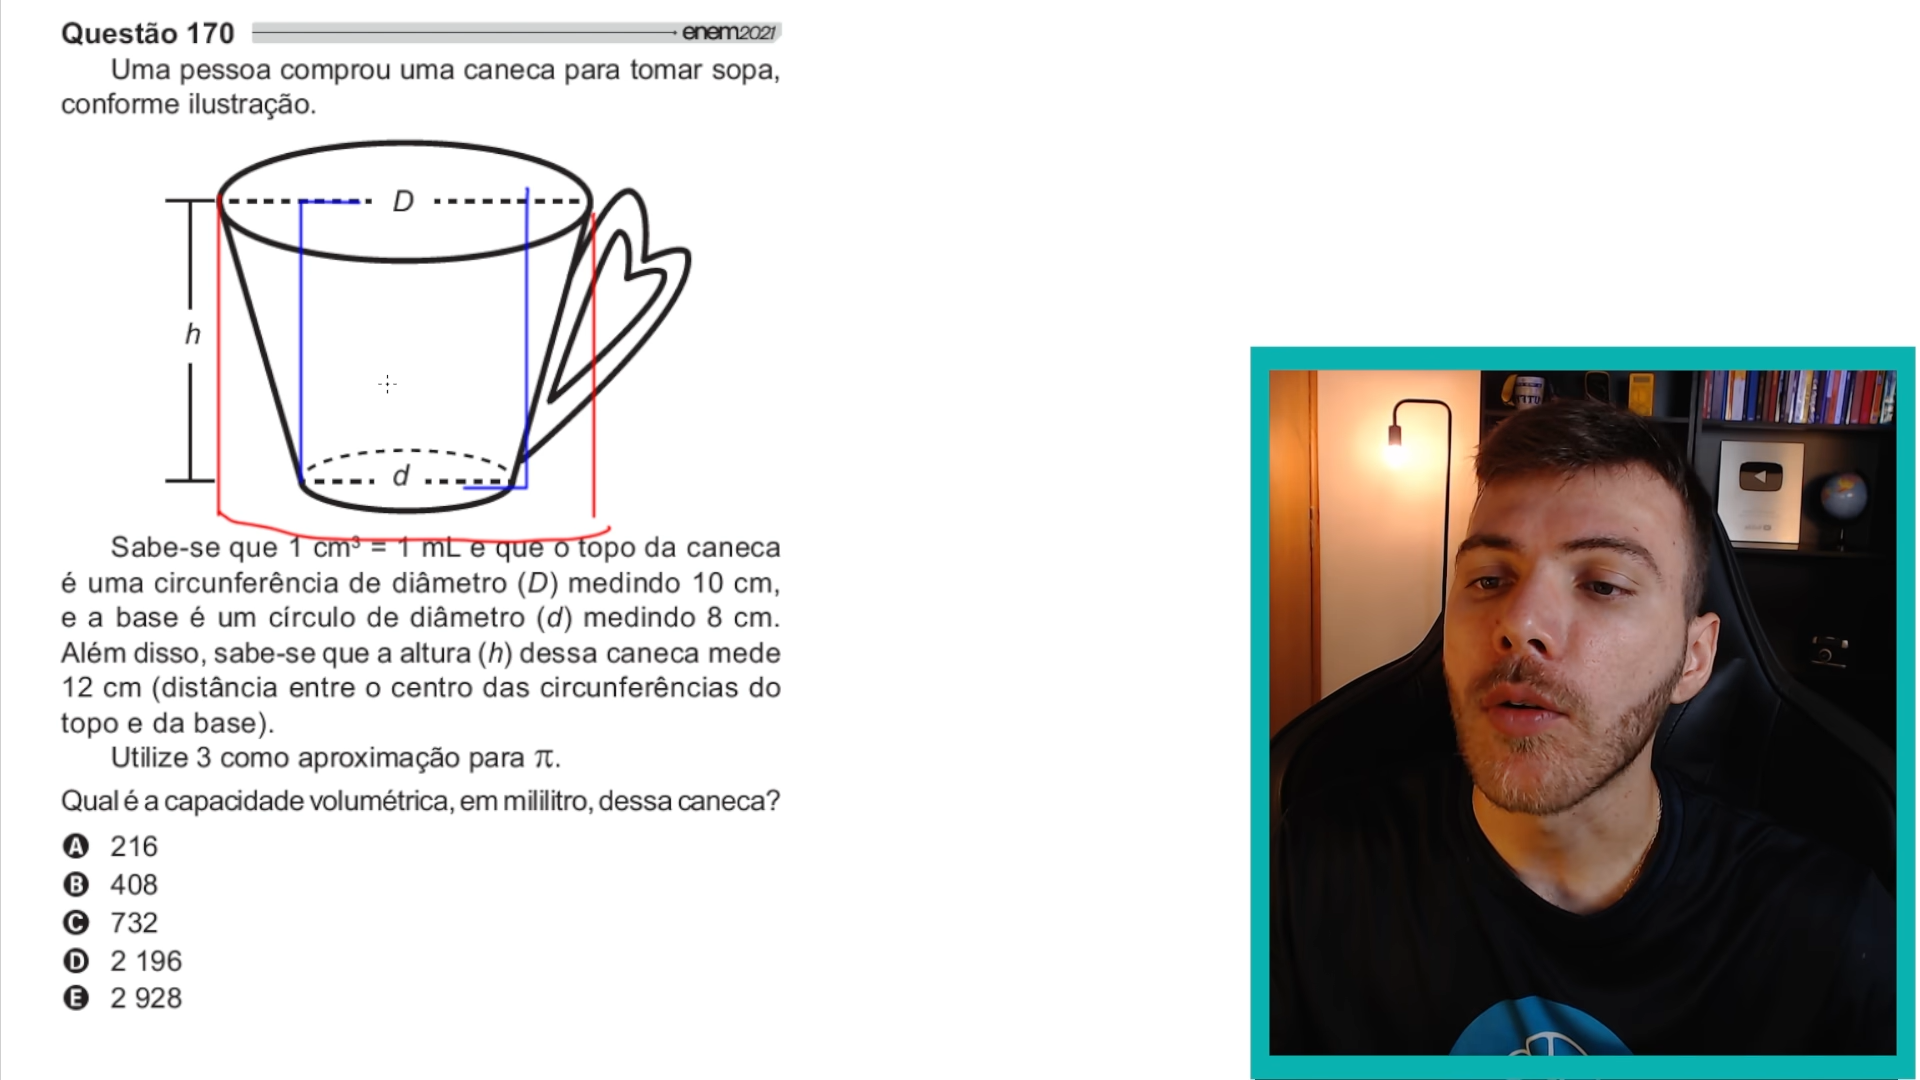 Questão 170
enem2021
Uma pessoa comprou uma caneca para tomar sopa,
conforme ilustração.
D
h
d
Sabe-se que 1 cm³ = 1 mL e que o topo da caneca
é uma circunferência de diâmetro (D) medindo 10 cm,
e a base é um círculo de diâmetro (d) medindo 8 cm.
Além disso, sabe-se que a altura (h) dessa caneca mede
12 cm (distância entre o centro das circunferências do
topo e da base).
Utilize 3 como aproximação para π.
Qual é a capacidade volumétrica, em mililitro, dessa caneca?
A 216
B 408
C 732
D 2 196
E 2 928